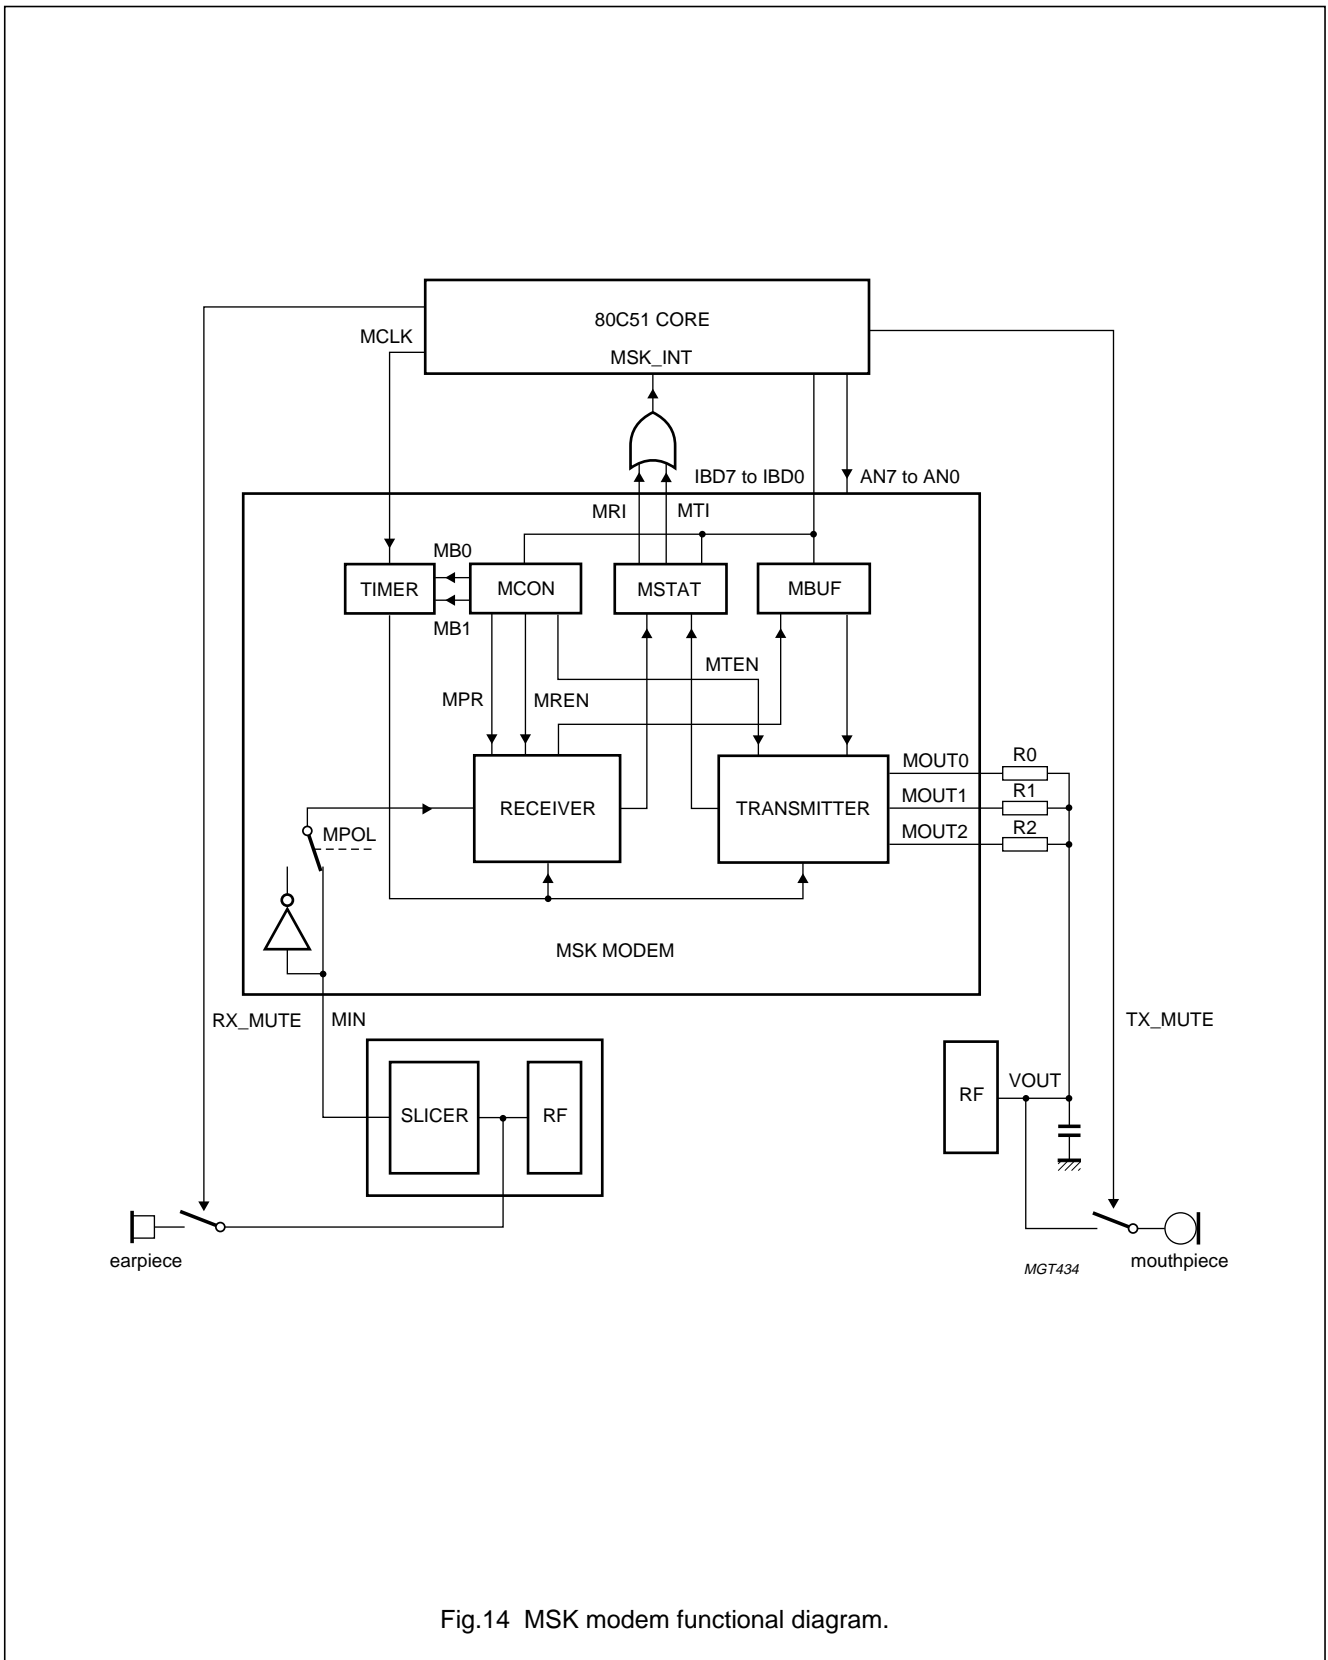 80C51 CORE
MCLK
MSK_INT
IBD7 to IBD0
AN7 to AN0
MRI
MTI
MB0
TIMER
MCON
MSTAT
MBUF
MB1
MTEN
MPR
MREN
MOUT0
R0
RECEIVER
TRANSMITTER
MOUT1
R1
MPOL
MOUT2
R2
MSK MODEM
RX_MUTE
MIN
TX_MUTE
VOUT
SLICER
RF
RF
earpiece
mouthpiece
MGT434
Fig.14 MSK modem functional diagram.